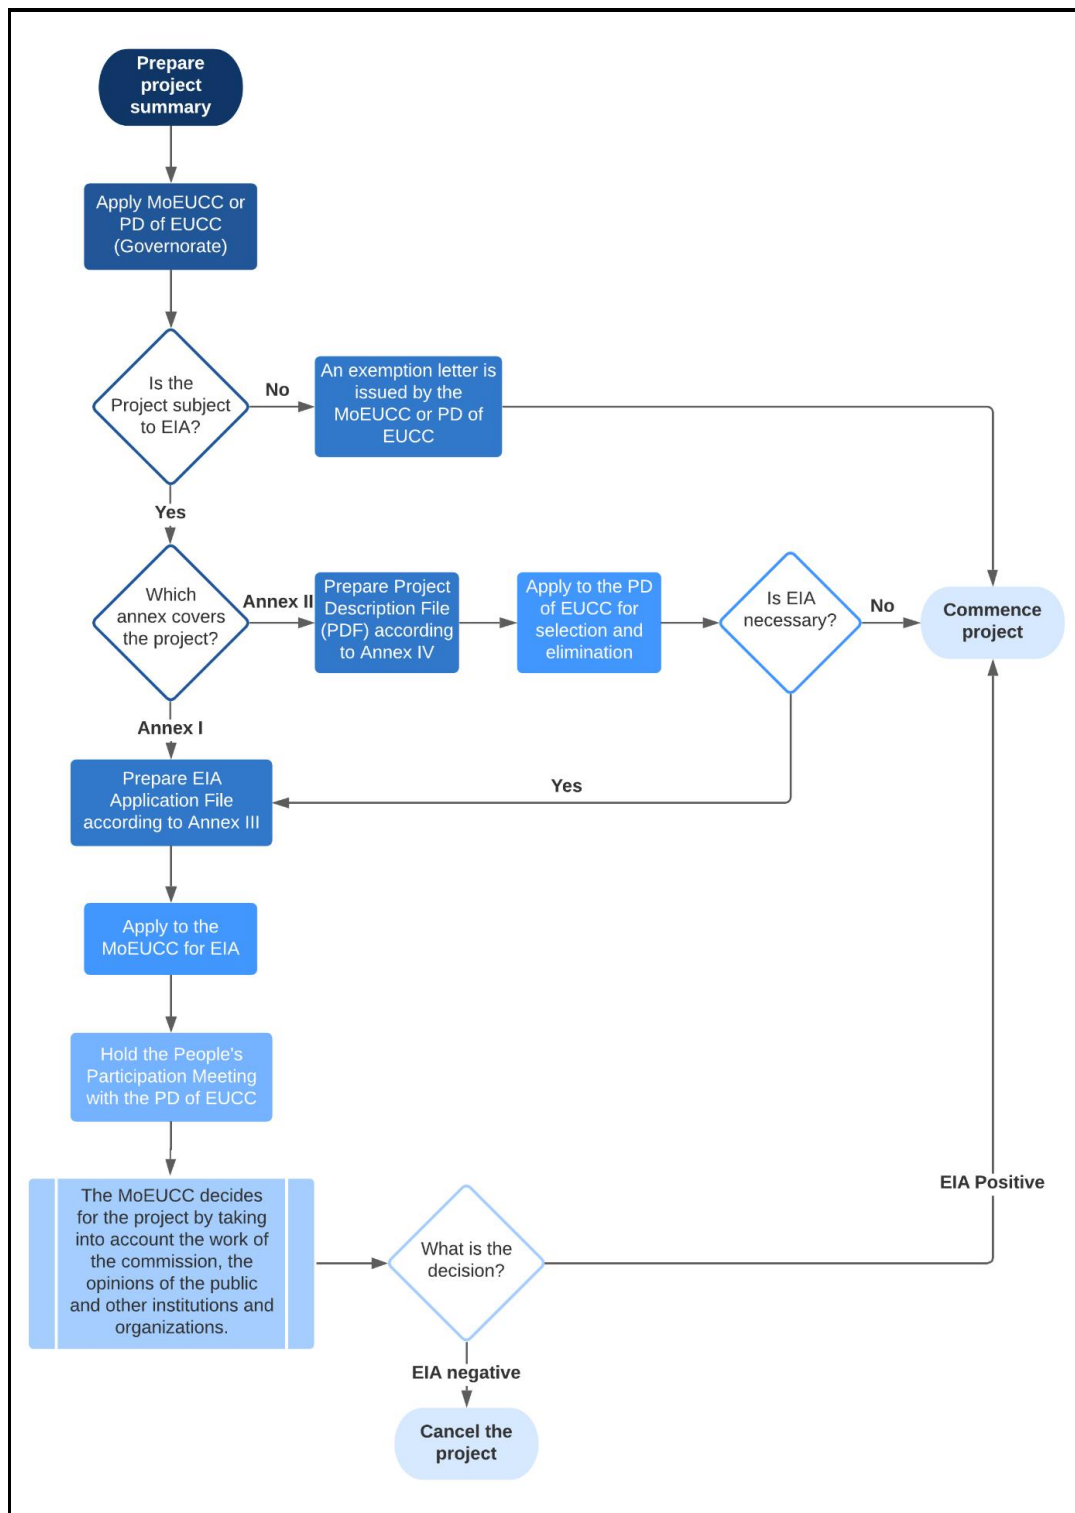 Prepare
project
summary
Apply MoEUCC or
PD of EUCC
(Governorate)
Is the
Project subject
to EIA?
No
An exemption letter is
issued by the
MoEUCC or PD of
EUCC
Yes
Which
annex covers
the project?
Annex II
Prepare Project
Description File
(PDF) according
to Annex IV
Apply to the PD
of EUCC for
selection and
elimination
Is EIA
necessary?
No
Commence
project
Annex I
Yes
Prepare EIA
Application File
according to Annex III
Apply to the
MoEUCC for EIA
Hold the People's
Participation Meeting
with the PD of EUCC
The MoEUCC decides
for the project by taking
into account the work of
the commission, the
opinions of the public
and other institutions and
organizations.
What is the
decision?
EIA Positive
EIA negative
Cancel the
project